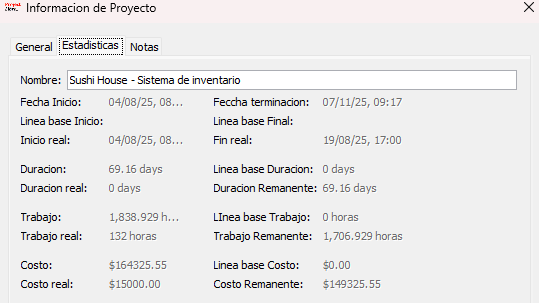 Informacion de Proyecto
General Estadisticas Notas
Nombre: Sushi House - Sistema de inventario
Fecha Inicio: 04/08/25, 08... Feccha terminacion: 07/11/25, 09:17
Linea base Inicio: Linea base Final:
Inicio real: 04/08/25, 08... Fin real: 19/08/25, 17:00
Duracion: 69.16 days Linea base Duracion: 0 days
Duracion real: 0 days Duracion Remanente: 69.16 days
Trabajo: 1,838.929 h... LInea base Trabajo: 0 horas
Trabajo real: 132 horas Trabajo Remanente: 1,706.929 horas
Costo: $164325.55 Linea base Costo: $0.00
Costo real: $15000.00 Costo Remanente: $149325.55